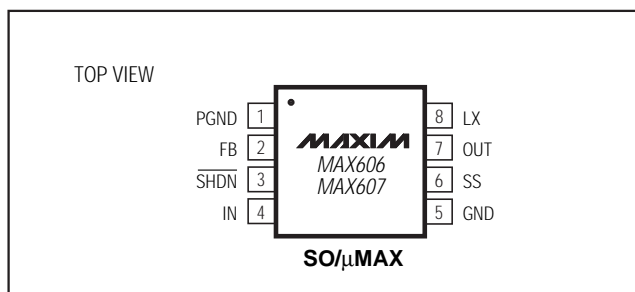 TOP VIEW
PGND 1 8 LX
FB 2 MAXIM 7 OUT
SHDN 3 MAX606 6 SS
MAX607
IN 4 5 GND
SO/μMAX